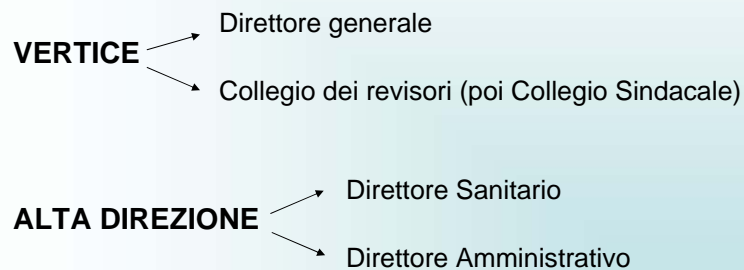 Direttore generale
VERTICE
Collegio dei revisori (poi Collegio Sindacale)
Direttore Sanitario
ALTA DIREZIONE
Direttore Amministrativo